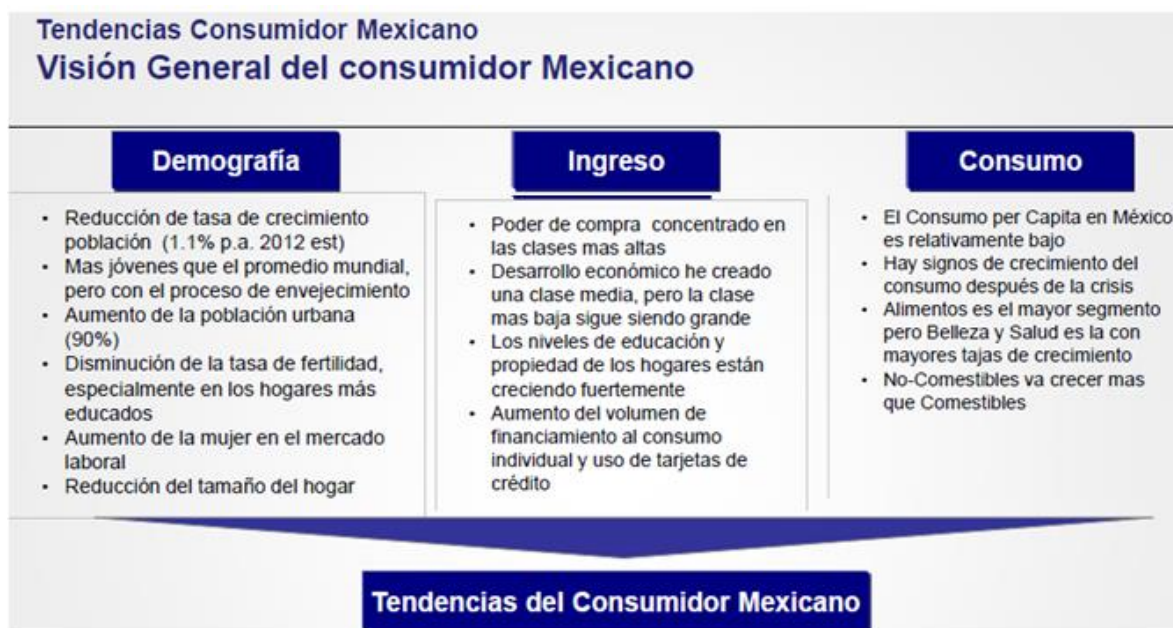 Tendencias Consumidor Mexicano
Visión General del consumidor Mexicano
Demografía
• Reducción de tasa de crecimiento
población (1.1% p.a. 2012 est)
• Mas jóvenes que el promedio mundial,
pero con el proceso de envejecimiento
• Aumento de la población urbana
(90%)
• Disminución de la tasa de fertilidad,
especialmente en los hogares más
educados
• Aumento de la mujer en el mercado
laboral
• Reducción del tamaño del hogar
Ingreso
• Poder de compra concentrado en
las clases mas altas
• Desarrollo económico he creado
una clase media, pero la clase
mas baja sigue siendo grande
• Los niveles de educación y
propiedad de los hogares están
creciendo fuertemente
• Aumento del volumen de
financiamiento al consumo
individual y uso de tarjetas de
crédito
Consumo
• El Consumo per Capita en México
es relativamente bajo
• Hay signos de crecimiento del
consumo después de la crisis
• Alimentos es el mayor segmento
pero Belleza y Salud es la con
mayores tajas de crecimiento
• No-Comestibles va crecer mas
que Comestibles
Tendencias del Consumidor Mexicano